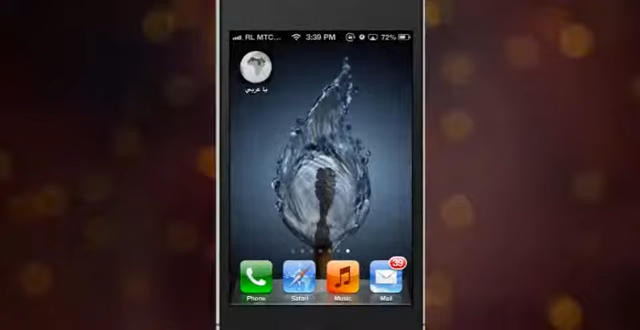 RL MTC... 3:39 PM 72%
يا عربي
39
Phone Safari Music Mail